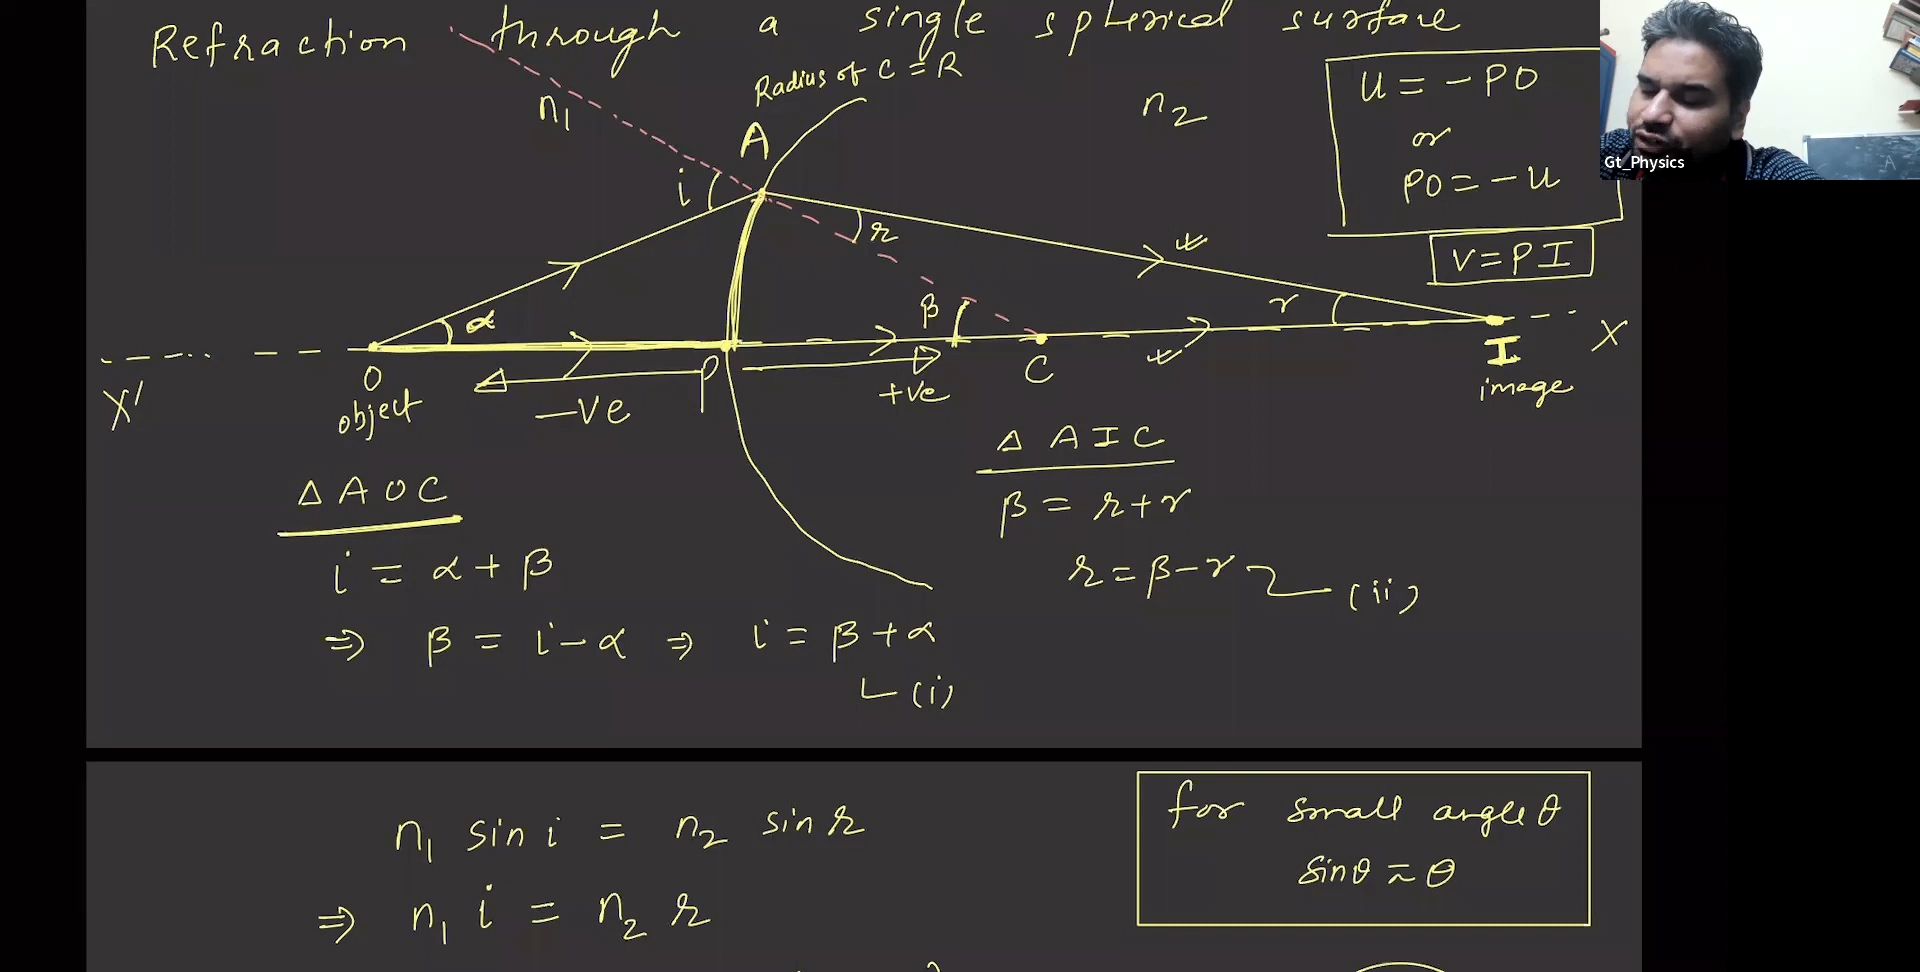 Refraction through a single spherical surface
Radius of C = R
n₁
n₂
U = - PO
or
PO = - u
V = PI
Gt_Physics
A
i
r
α
β
γ
X'
O
object
P
-ve
+ve
C
I
image
X
Δ AOC
i = α + β
⇒ β = i - α ⇒ i = β + α
(i)
Δ AIC
β = r + γ
r = β - γ (ii)
n₁ sin i = n₂ sin r
⇒ n₁ i = n₂ r
for small angle θ
sinθ ≈ θ